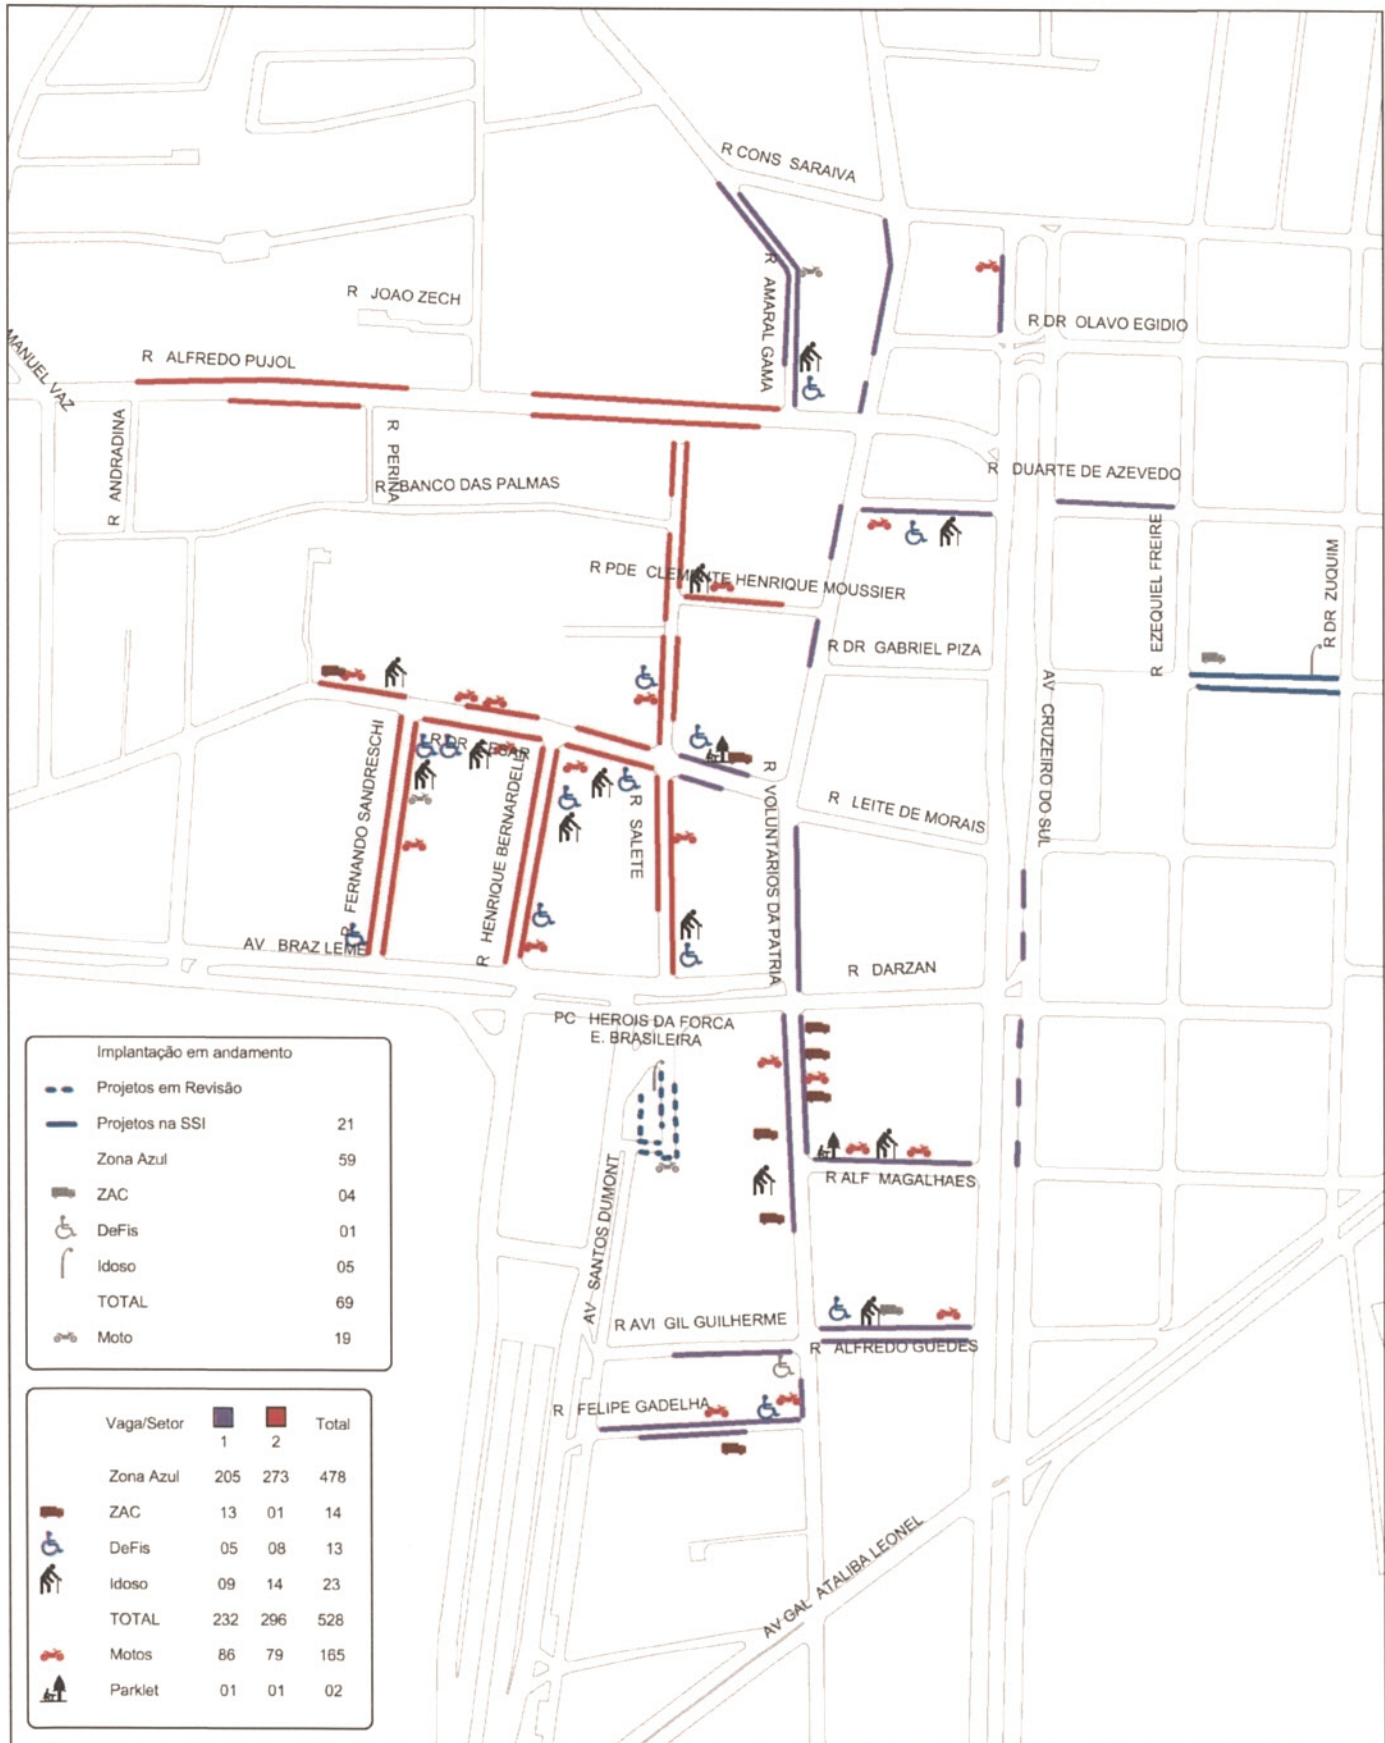 R CONS SARAIVA
R JOAO ZECH
R AMARAL GAMA
R DR OLAVO EGIDIO
MANUEL VAZ
R ALFREDO PUJOL
R ANDRADINA
R PERINA
R BANCO DAS PALMAS
R DUARTE DE AZEVEDO
R EZEQUIEL FREIRE
R DR ZUQUIM
R PDE CLEMENTE HENRIQUE MOUSSIER
R DR GABRIEL PIZA
AV CRUZEIRO DO SUL
R FERNANDO SANDRESCHI
R DR
R HENRIQUE BERNARDELLI
R SALETE
R VOLUNTARIOS DA PATRIA
R LEITE DE MORAIS
AV BRAZ LEME
R DARZAN
PC HEROIS DA FORCA
E. BRASILEIRA
AV SANTOS DUMONT
R ALF MAGALHAES
R AVI GIL GUILHERME
R ALFREDO GUEDES
R FELIPE GADELHA
AV GAL ATALIBA LEONEL
Implantação em andamento
Projetos em Revisão
Projetos na SSI 21
Zona Azul 59
ZAC 04
DeFis 01
Idoso 05
TOTAL 69
Moto 19
Vaga/Setor 1 2 Total
Zona Azul 205 273 478
ZAC 13 01 14
DeFis 05 08 13
Idoso 09 14 23
TOTAL 232 296 528
Motos 86 79 165
Parklet 01 01 02